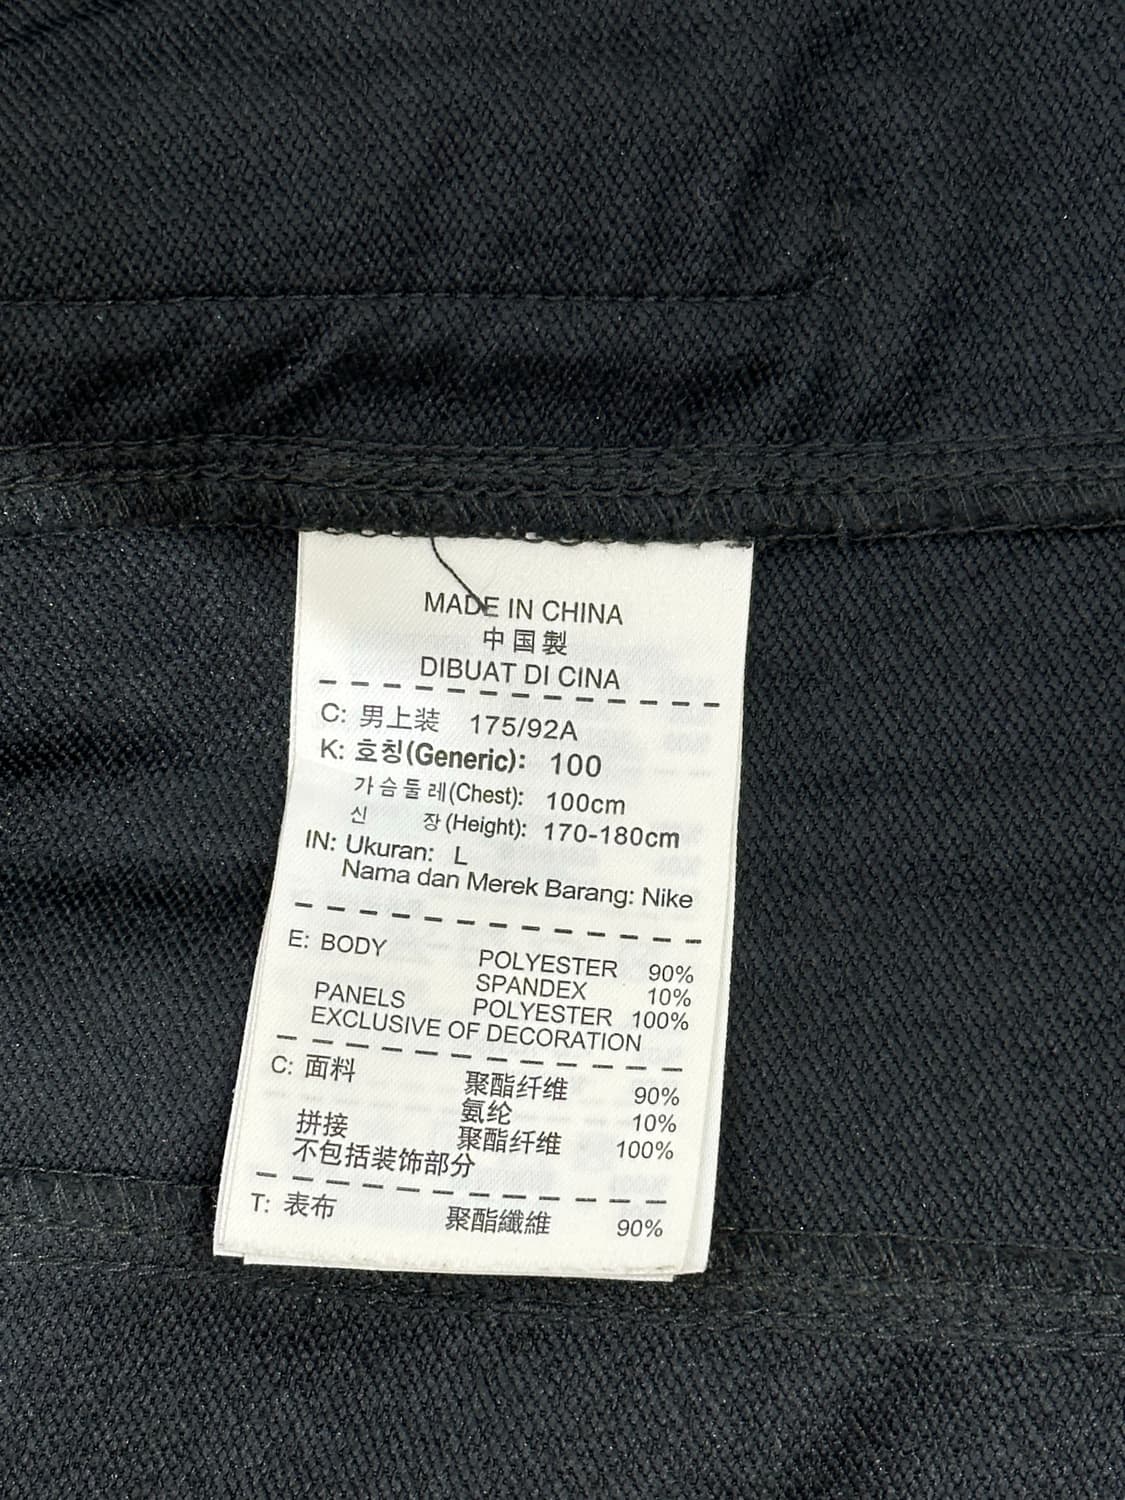 MADE IN CHINA
中国製
DIBUAT DI CINA
C: 男上装 175/92A
K: 호칭(Generic): 100
가슴둘레(Chest): 100cm
신 장(Height): 170-180cm
IN: Ukuran: L
Nama dan Merek Barang: Nike
E: BODY POLYESTER 90%
SPANDEX 10%
PANELS POLYESTER 100%
EXCLUSIVE OF DECORATION
C: 面料 聚酯纤维 90%
氨纶 10%
拼接 聚酯纤维 100%
不包括装饰部分
T: 表布 聚酯纖維 90%